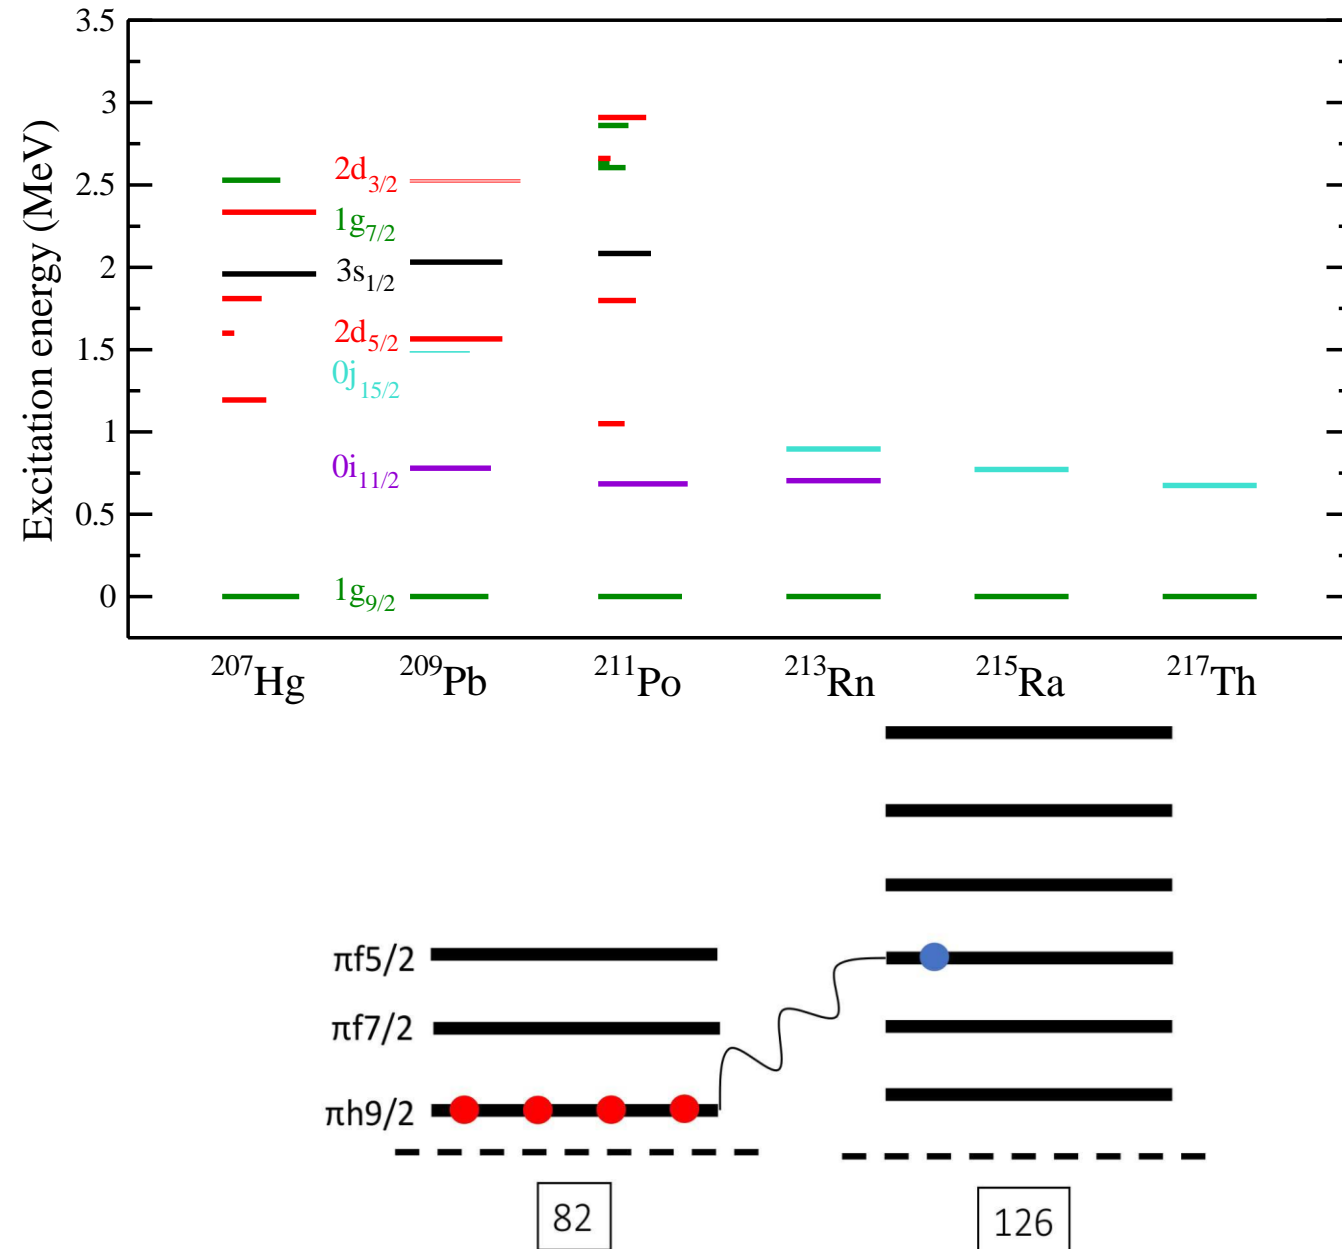 Excitation energy (MeV)
3.5
3
2.5
2
1.5
1
0.5
0
2d3/2
1g7/2
3s1/2
2d5/2
0j15/2
0i11/2
1g9/2
207Hg 209Pb 211Po 213Rn 215Ra 217Th
πf5/2
πf7/2
πh9/2
82 126